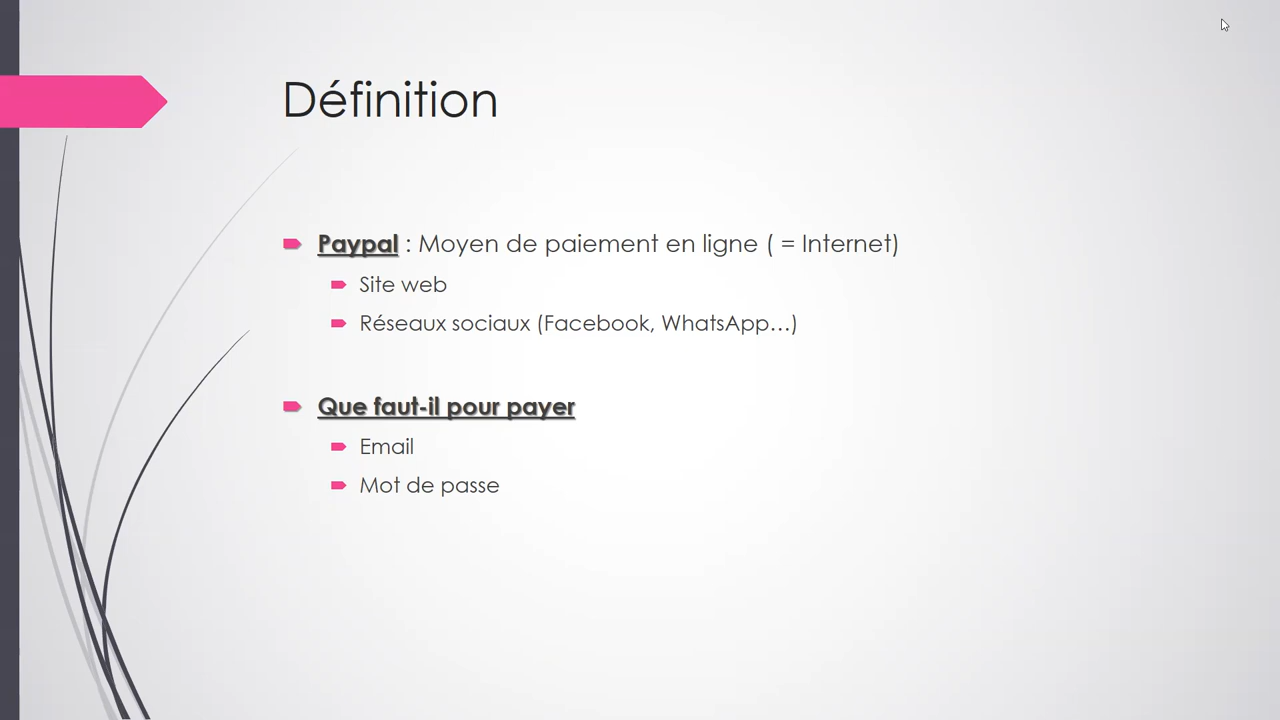 Définition
Paypal : Moyen de paiement en ligne ( = Internet)
Site web
Réseaux sociaux (Facebook, WhatsApp…)
Que faut-il pour payer
Email
Mot de passe